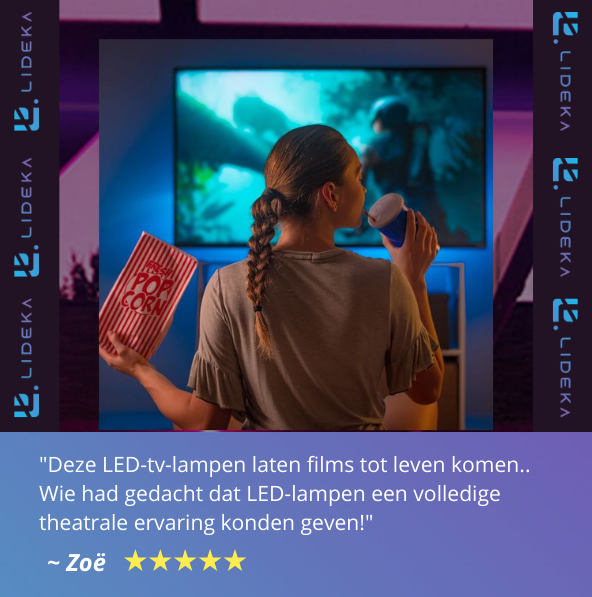 LIDEKA
LIDEKA
LIDEKA
LIDEKA
LIDEKA
LIDEKA
FRESH
POP
CORN
"Deze LED-tv-lampen laten films tot leven komen..
Wie had gedacht dat LED-lampen een volledige
theatrale ervaring konden geven!"
~ Zoë ★★★★★